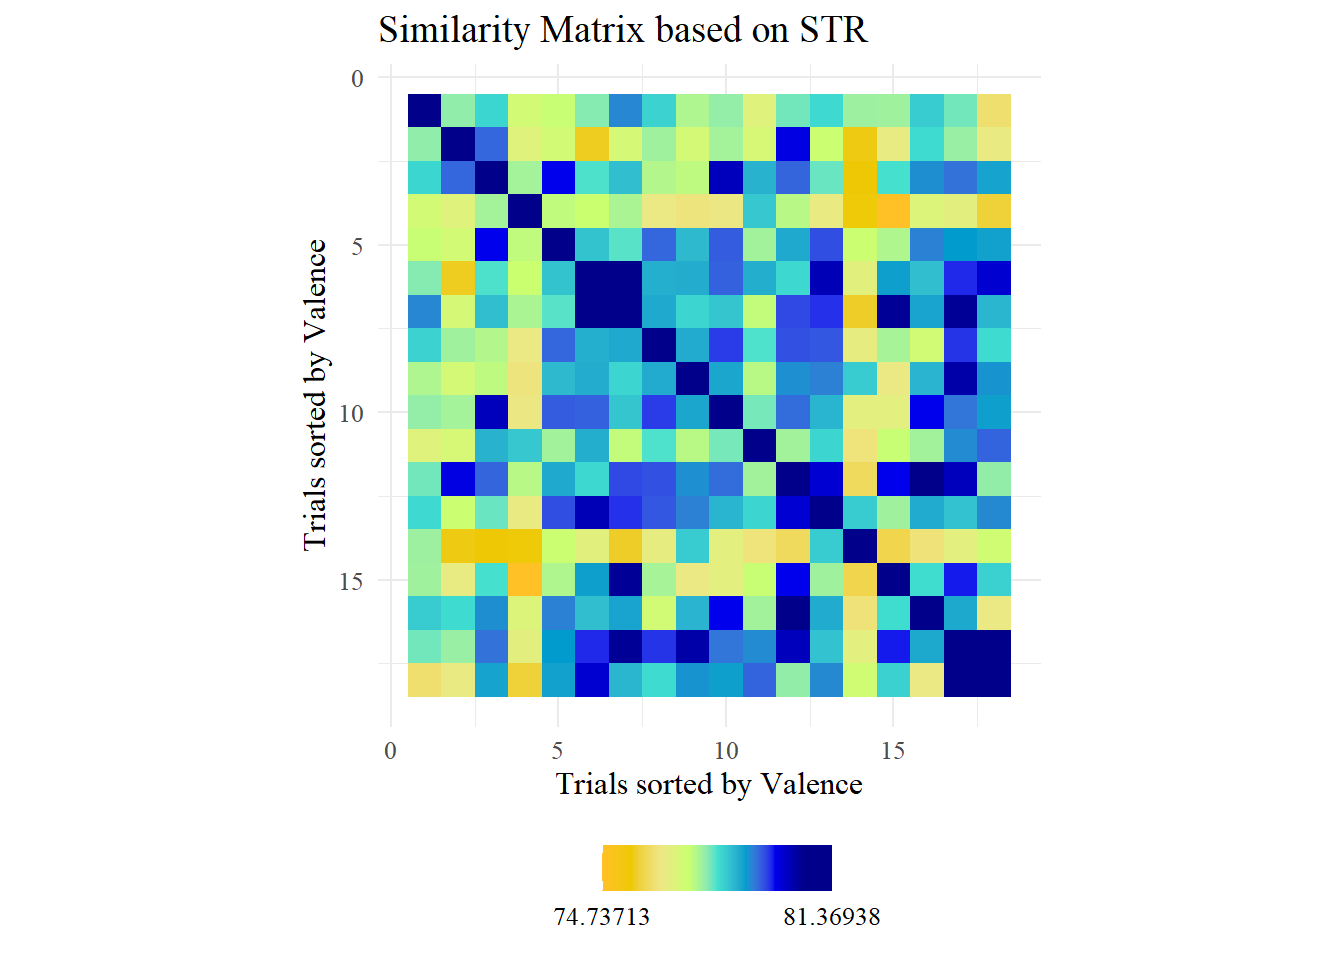 Similarity Matrix based on STR
0
5
10
15
Trials sorted by Valence
0 5 10 15
Trials sorted by Valence
74.73713 81.36938